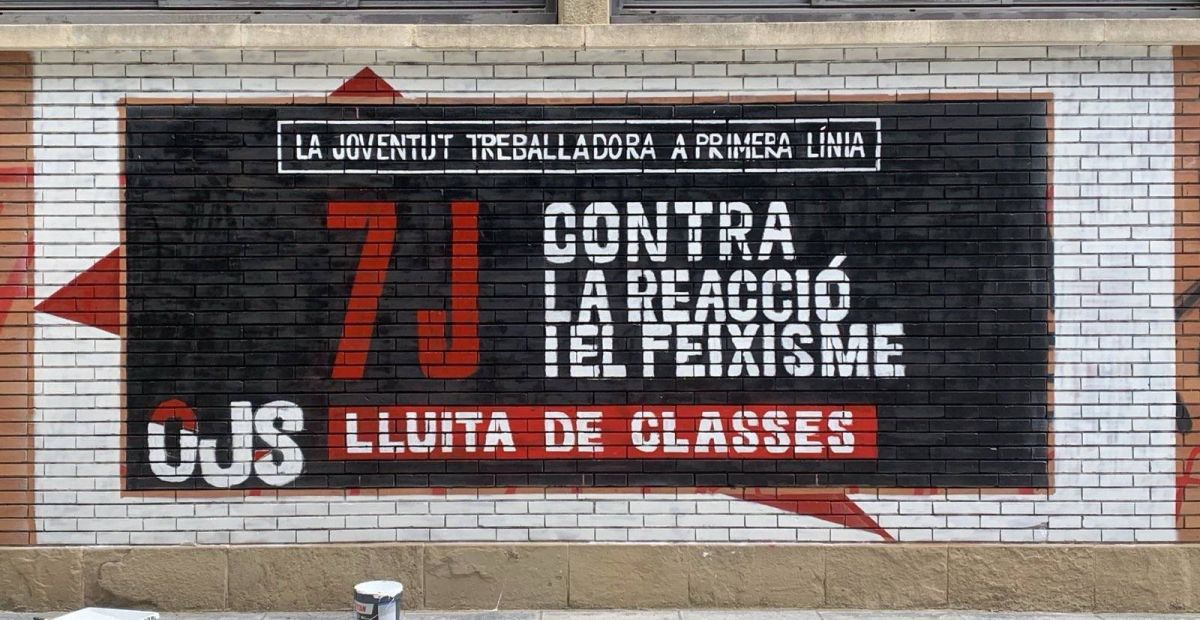 LA JOVENTUT TREBALLADORA A PRIMERA LÍNIA
7J
CONTRA
LA REACCIÓ
I EL FEIXISME
OJS
LLUITA DE CLASSES